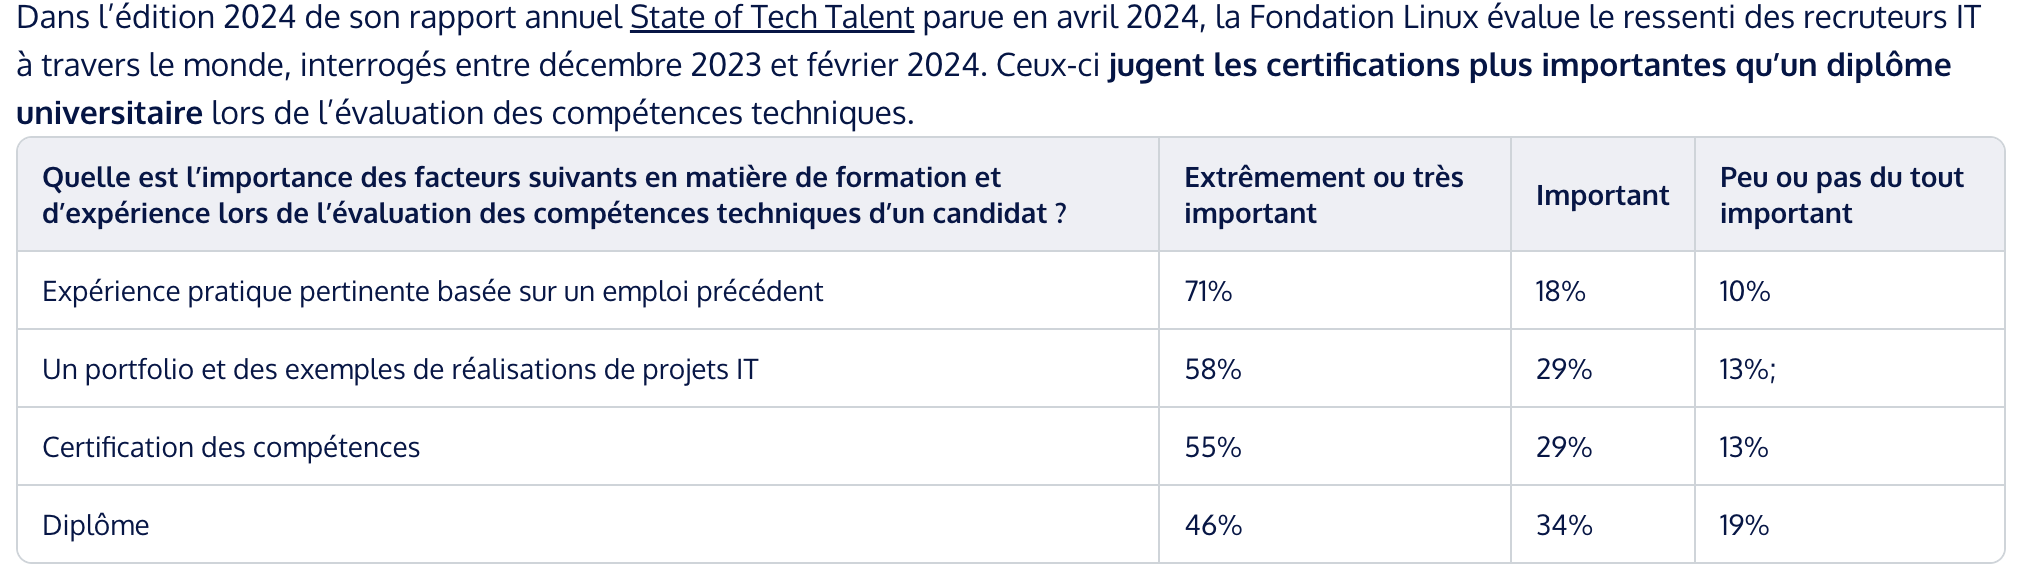 Dans l’édition 2024 de son rapport annuel State of Tech Talent parue en avril 2024, la Fondation Linux évalue le ressenti des recruteurs IT
à travers le monde, interrogés entre décembre 2023 et février 2024. Ceux-ci jugent les certifications plus importantes qu’un diplôme
universitaire lors de l’évaluation des compétences techniques.
Quelle est l’importance des facteurs suivants en matière de formation et
d’expérience lors de l’évaluation des compétences techniques d’un candidat ?
Extrêmement ou très
important
Important
Peu ou pas du tout
important
Expérience pratique pertinente basée sur un emploi précédent 71% 18% 10%
Un portfolio et des exemples de réalisations de projets IT 58% 29% 13%;
Certification des compétences 55% 29% 13%
Diplôme 46% 34% 19%